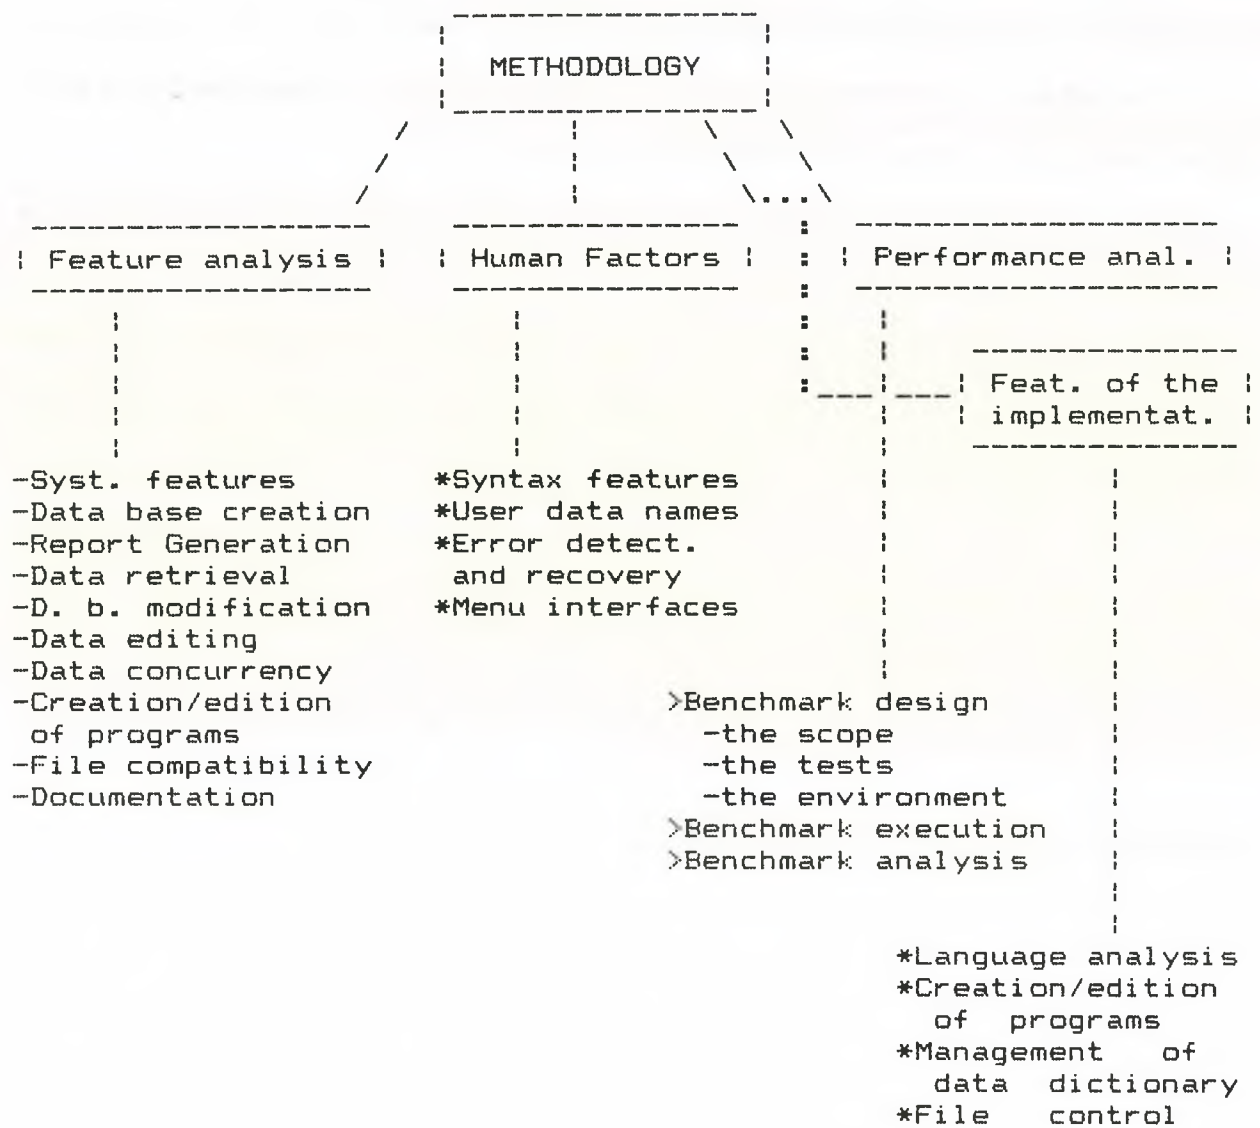 METHODOLOGY
Feature analysis
Human Factors
Performance anal.
Feat. of the
implementat.
-Syst. features
-Data base creation
-Report Generation
-Data retrieval
-D. b. modification
-Data editing
-Data concurrency
-Creation/edition
of programs
-File compatibility
-Documentation
*Syntax features
*User data names
*Error detect.
and recovery
*Menu interfaces
>Benchmark design
-the scope
-the tests
-the environment
>Benchmark execution
>Benchmark analysis
*Language analysis
*Creation/edition
of programs
*Management of
data dictionary
*File control